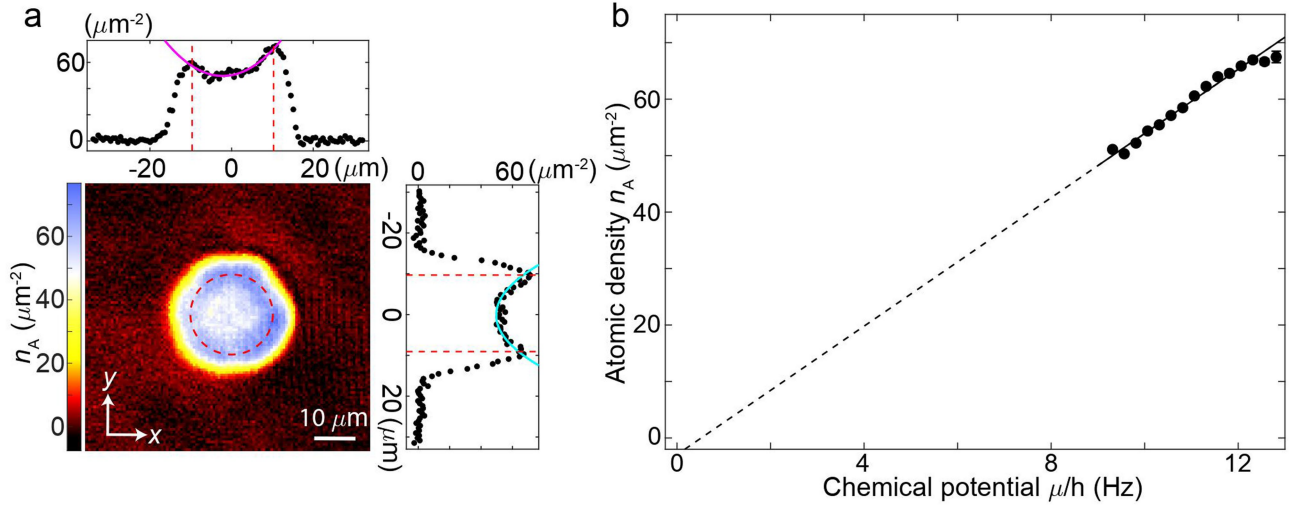 a
(μm-2)
60
0
-20 0 20 (μm)
0 60 (μm-2)
-20
0
20 (μm)
nA (μm-2)
60
40
20
0
y
x
10 μm
b
Atomic density nA (μm-2)
60
40
20
0
0 4 8 12
Chemical potential μ/h (Hz)